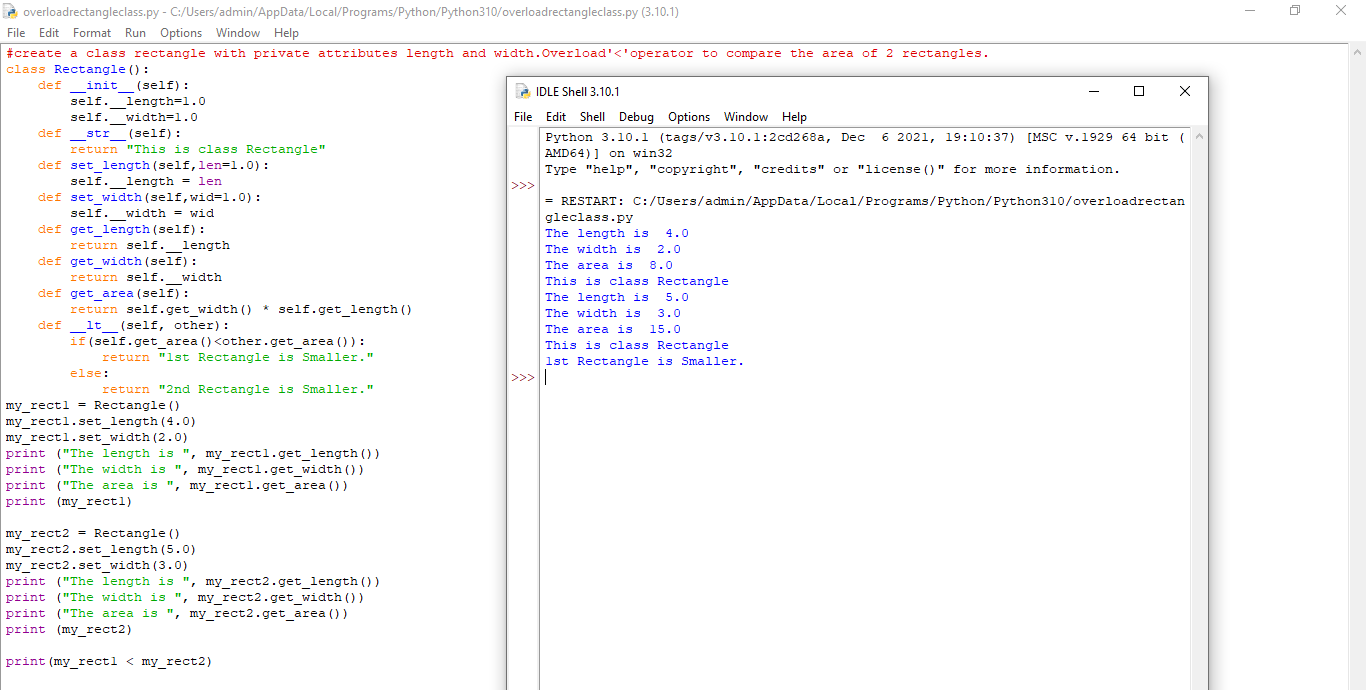 overloadrectangleclass.py - C:/Users/admin/AppData/Local/Programs/Python/Python310/overloadrectangleclass.py (3.10.1)
File Edit Format Run Options Window Help
#create a class rectangle with private attributes length and width.Overload'<'operator to compare the area of 2 rectangles.
class Rectangle():
    def __init__(self):
        self.__length=1.0
        self.__width=1.0
    def __str__(self):
        return "This is class Rectangle"
    def set_length(self,len=1.0):
        self.__length = len
    def set_width(self,wid=1.0):
        self.__width = wid
    def get_length(self):
        return self.__length
    def get_width(self):
        return self.__width
    def get_area(self):
        return self.get_width() * self.get_length()
    def __lt__(self, other):
        if(self.get_area()<other.get_area()):
            return "1st Rectangle is Smaller."
        else:
            return "2nd Rectangle is Smaller."
my_rect1 = Rectangle()
my_rect1.set_length(4.0)
my_rect1.set_width(2.0)
print ("The length is ", my_rect1.get_length())
print ("The width is ", my_rect1.get_width())
print ("The area is ", my_rect1.get_area())
print (my_rect1)
my_rect2 = Rectangle()
my_rect2.set_length(5.0)
my_rect2.set_width(3.0)
print ("The length is ", my_rect2.get_length())
print ("The width is ", my_rect2.get_width())
print ("The area is ", my_rect2.get_area())
print (my_rect2)
print(my_rect1 < my_rect2)
IDLE Shell 3.10.1
File Edit Shell Debug Options Window Help
Python 3.10.1 (tags/v3.10.1:2cd268a, Dec  6 2021, 19:10:37) [MSC v.1929 64 bit (
AMD64)] on win32
Type "help", "copyright", "credits" or "license()" for more information.
>>>
= RESTART: C:/Users/admin/AppData/Local/Programs/Python/Python310/overloadrectan
gleclass.py
The length is  4.0
The width is  2.0
The area is  8.0
This is class Rectangle
The length is  5.0
The width is  3.0
The area is  15.0
This is class Rectangle
1st Rectangle is Smaller.
>>>